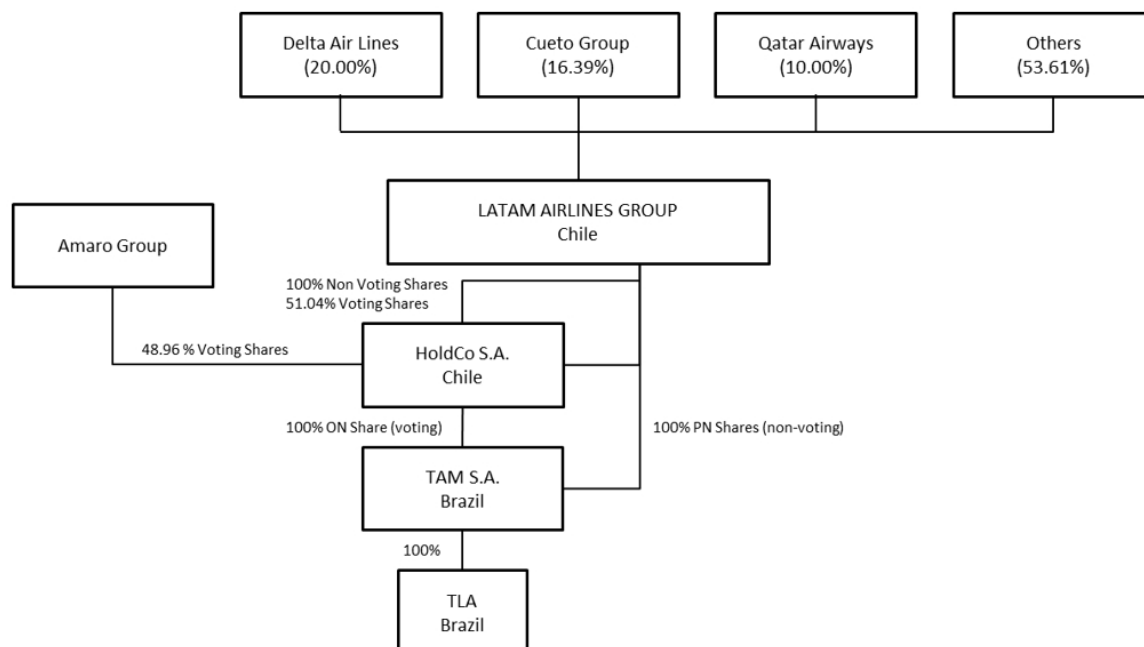 Delta Air Lines
(20.00%)
Cueto Group
(16.39%)
Qatar Airways
(10.00%)
Others
(53.61%)
LATAM AIRLINES GROUP
Chile
Amaro Group
100% Non Voting Shares
51.04% Voting Shares
48.96 % Voting Shares
HoldCo S.A.
Chile
100% ON Share (voting)
100% PN Shares (non-voting)
TAM S.A.
Brazil
100%
TLA
Brazil